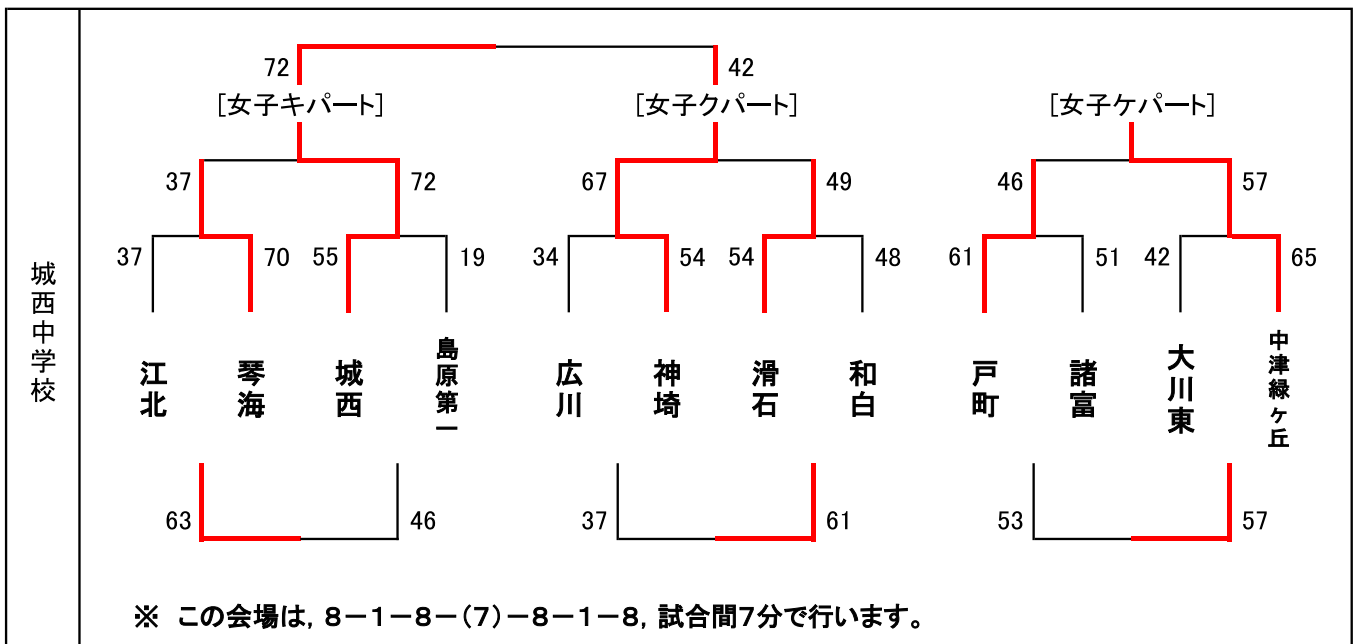 城西中学校
72 42
[女子キパート] [女子クパート] [女子ケパート]
37 72 67 49 46 57
37 70 55 19 34 54 54 48 61 51 42 65
江北 琴海 城西 島原第一 広川 神埼 滑石 和白 戸町 諸富 大川東 中津緑ヶ丘
63 46 37 61 53 57
※ この会場は，８－１－８－（７）－８－１－８，試合間７分で行います。